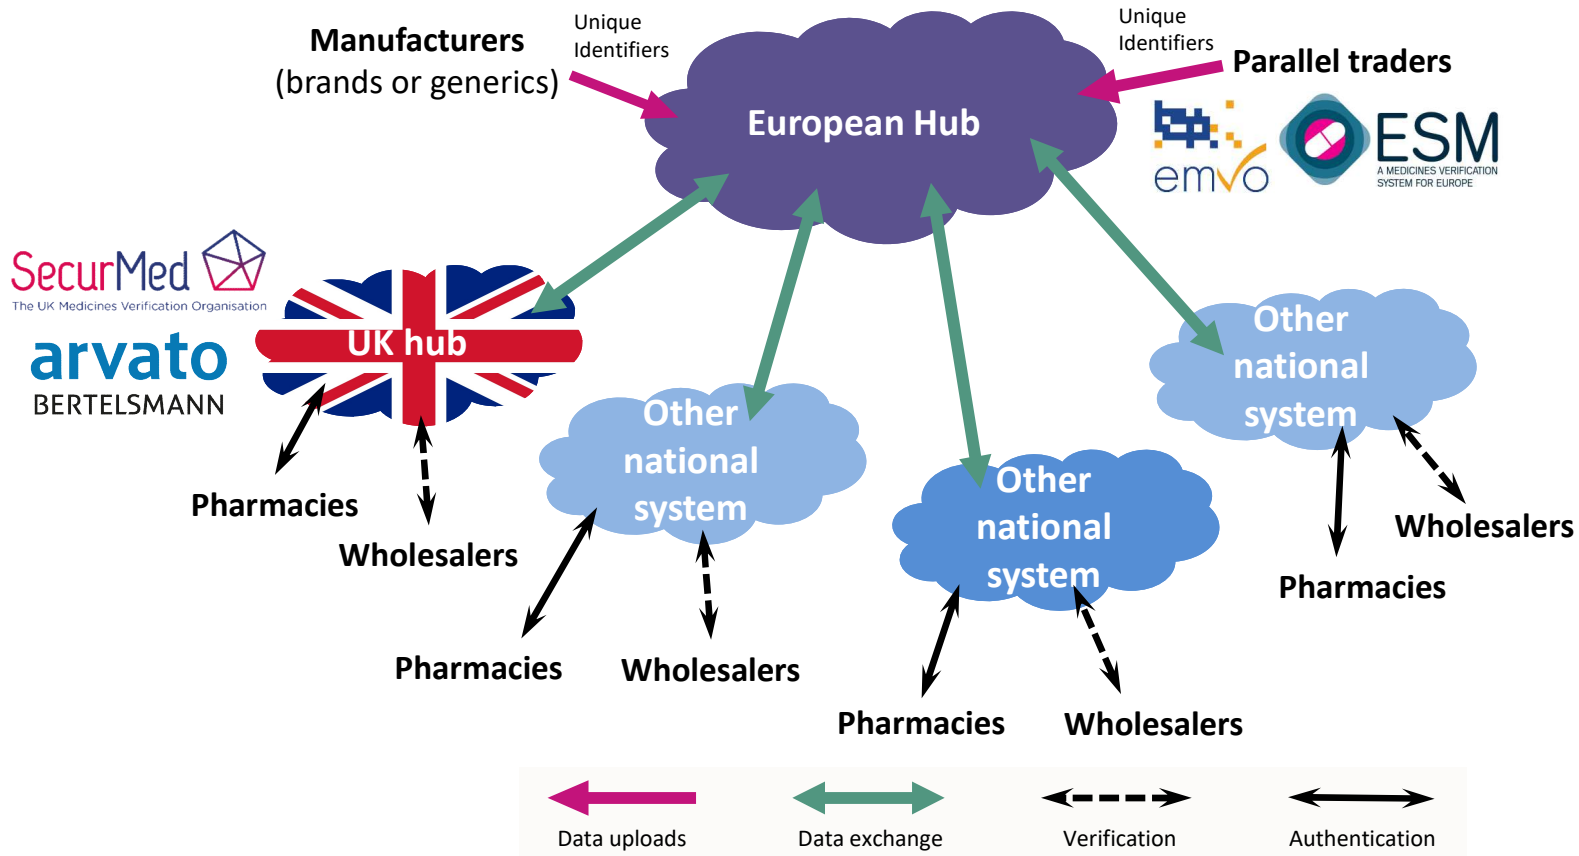 Manufacturers
(brands or generics)
Unique
Identifiers
European Hub
Unique
Identifiers
Parallel traders
emvo
ESM
A MEDICINES VERIFICATION
SYSTEM FOR EUROPE
SecurMed
The UK Medicines Verification Organisation
arvato
BERTELSMANN
UK hub
Pharmacies
Wholesalers
Other
national
system
Pharmacies
Wholesalers
Other
national
system
Pharmacies
Wholesalers
Other
national
system
Pharmacies
Wholesalers
Data uploads
Data exchange
Verification
Authentication